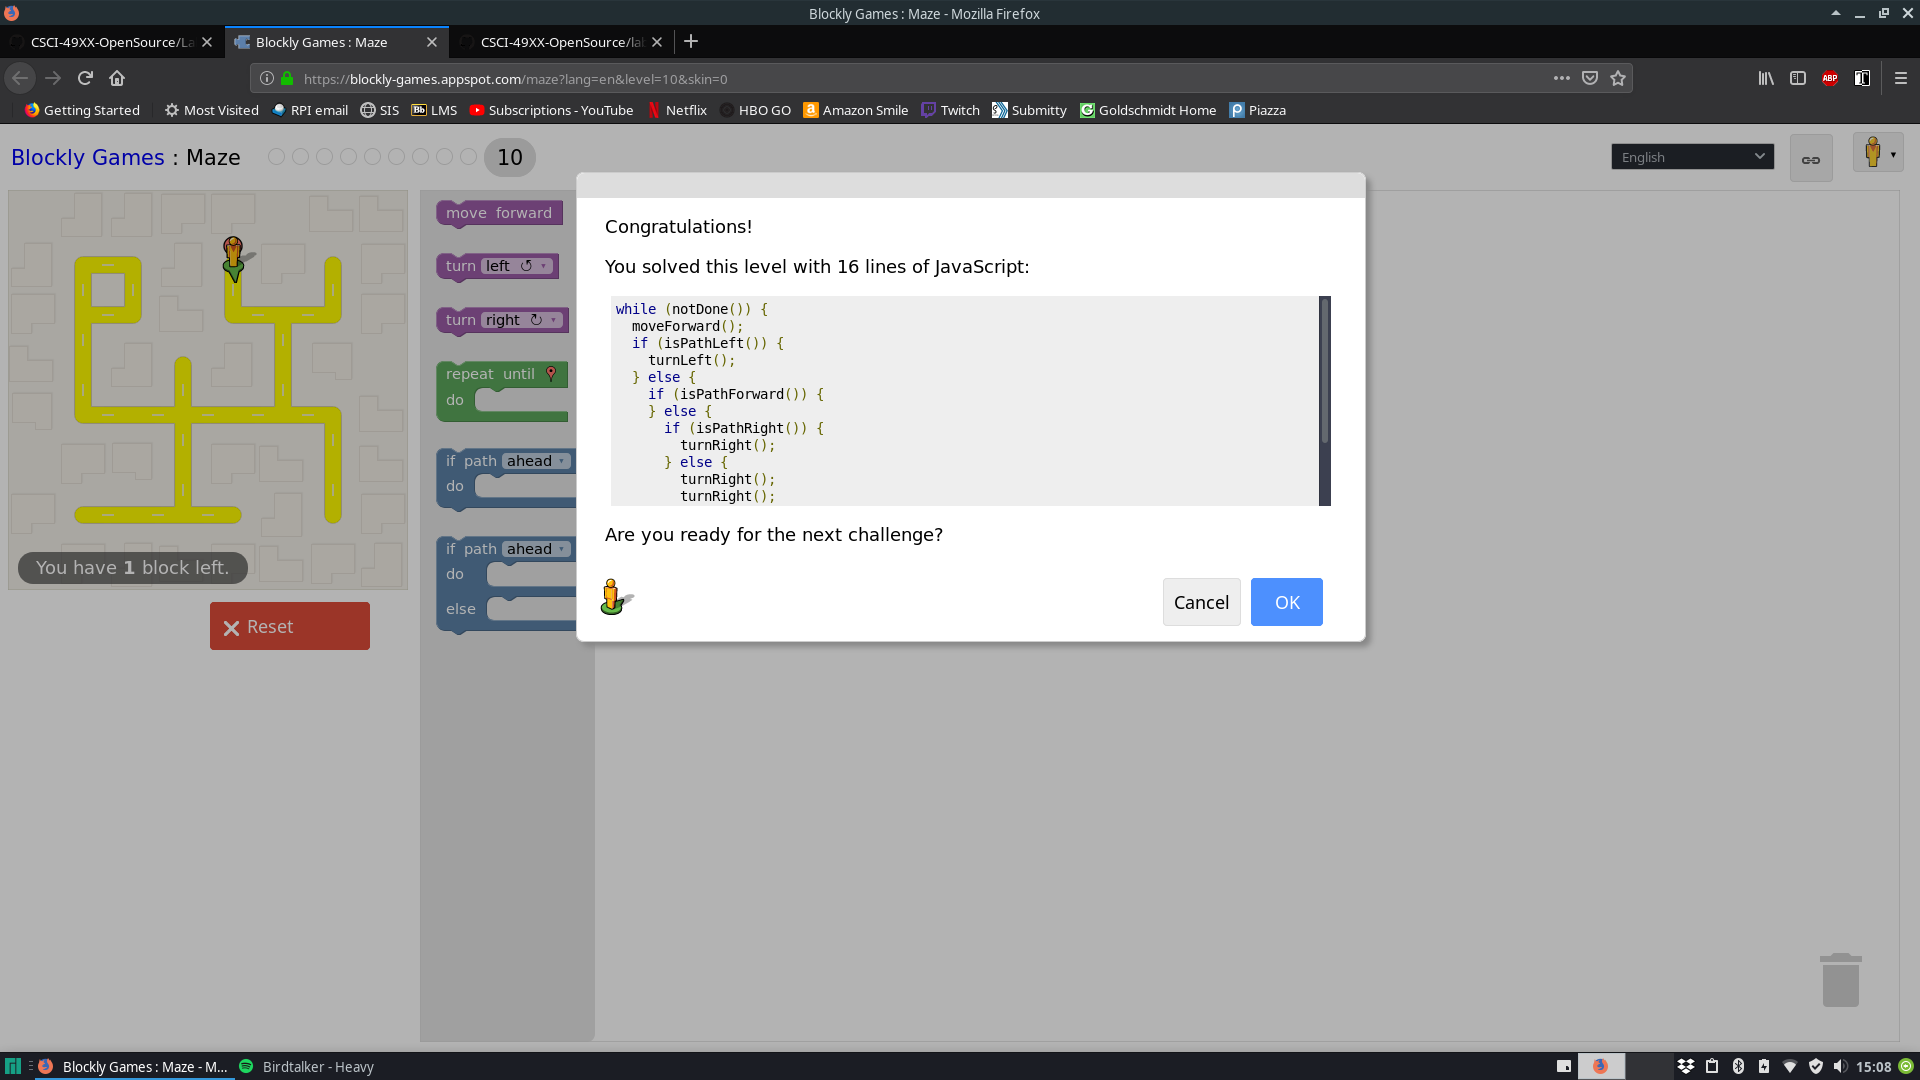 Blockly Games : Maze - Mozilla Firefox
CSCI-49XX-OpenSource/La
Blockly Games : Maze
CSCI-49XX-OpenSource/lab
https://blockly-games.appspot.com/maze?lang=en&level=10&skin=0
ABP
Getting Started
Most Visited
RPI email
SIS
Bb LMS
Subscriptions - YouTube
Netflix
HBO GO
Amazon Smile
Twitch
Submitty
Goldschmidt Home
Piazza
Blockly Games : Maze
10
English
move forward
turn left ↺
turn right ↻
repeat until
do
if path ahead
do
if path ahead
do
else
You have 1 block left.
Reset
Congratulations!
You solved this level with 16 lines of JavaScript:
while (notDone()) {
moveForward();
if (isPathLeft()) {
turnLeft();
} else {
if (isPathForward()) {
} else {
if (isPathRight()) {
turnRight();
} else {
turnRight();
turnRight();
Are you ready for the next challenge?
Cancel
OK
Blockly Games : Maze - M...
Birdtalker - Heavy
15:08